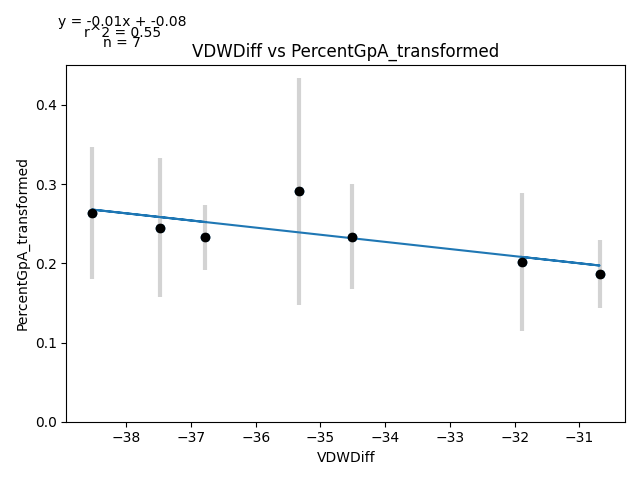 y = -0.01x + -0.08
r^2 = 0.55
n = 7
VDWDiff vs PercentGpA_transformed
PercentGpA_transformed
0.4
0.3
0.2
0.1
0.0
−38 −37 −36 −35 −34 −33 −32 −31
VDWDiff